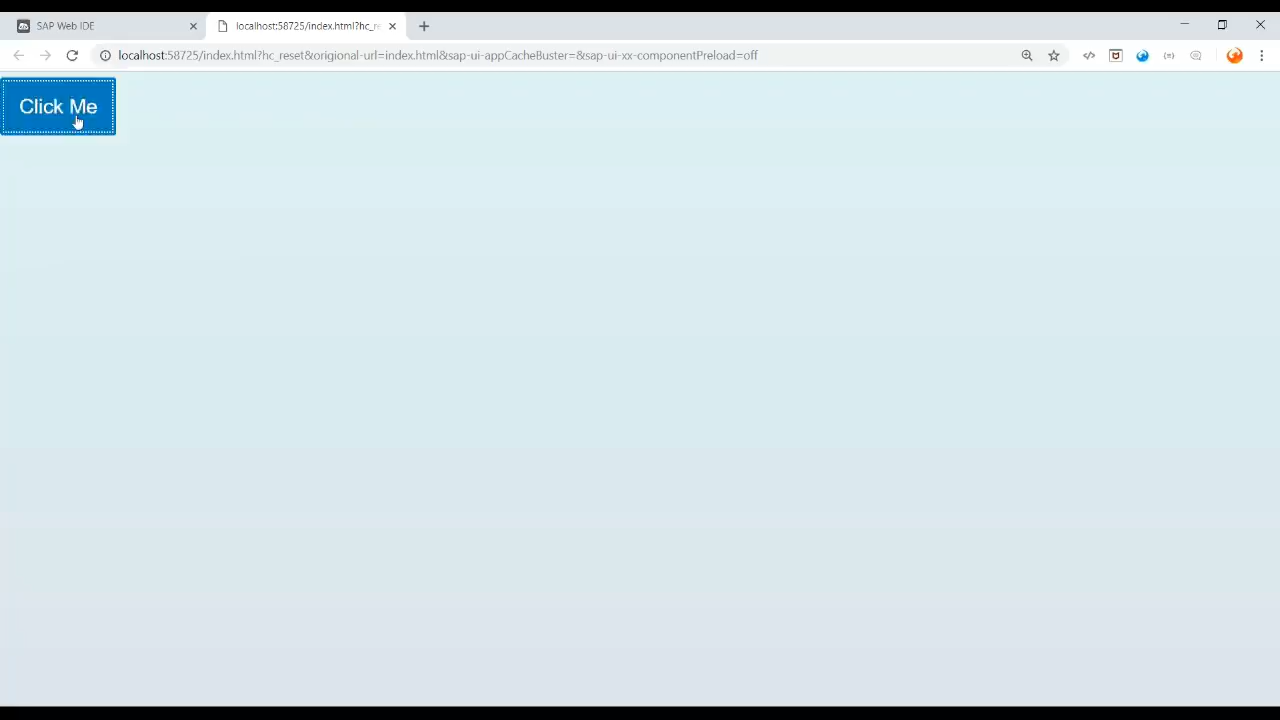 SAP Web IDE
localhost:58725/index.html?hc_re
localhost:58725/index.html?hc_reset&origional-url=index.html&sap-ui-appCacheBuster=&sap-ui-xx-componentPreload=off
Click Me